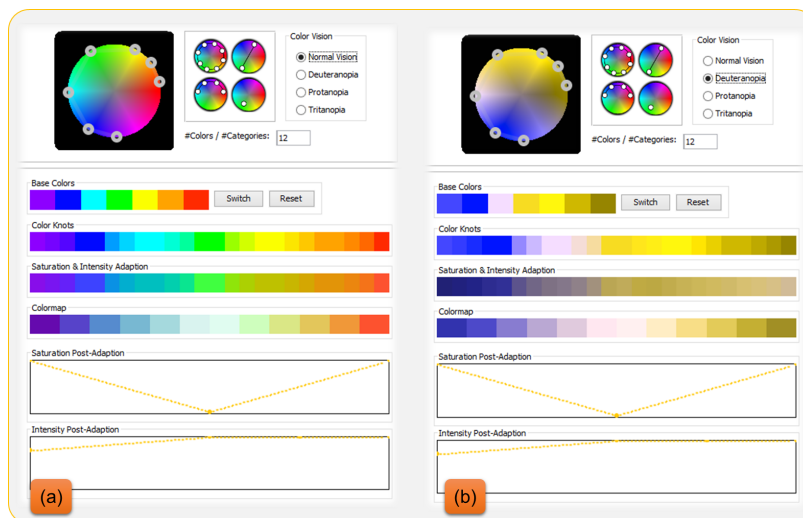 Color Vision
Normal Vision
Deuteranopia
Protanopia
Tritanopia
#Colors / #Categories: 12
Base Colors
Switch Reset
Color Knots
Saturation & Intensity Adaption
Colormap
Saturation Post-Adaption
Intensity Post-Adaption
(a)
Color Vision
Normal Vision
Deuteranopia
Protanopia
Tritanopia
#Colors / #Categories: 12
Base Colors
Switch Reset
Color Knots
Saturation & Intensity Adaption
Colormap
Saturation Post-Adaption
Intensity Post-Adaption
(b)